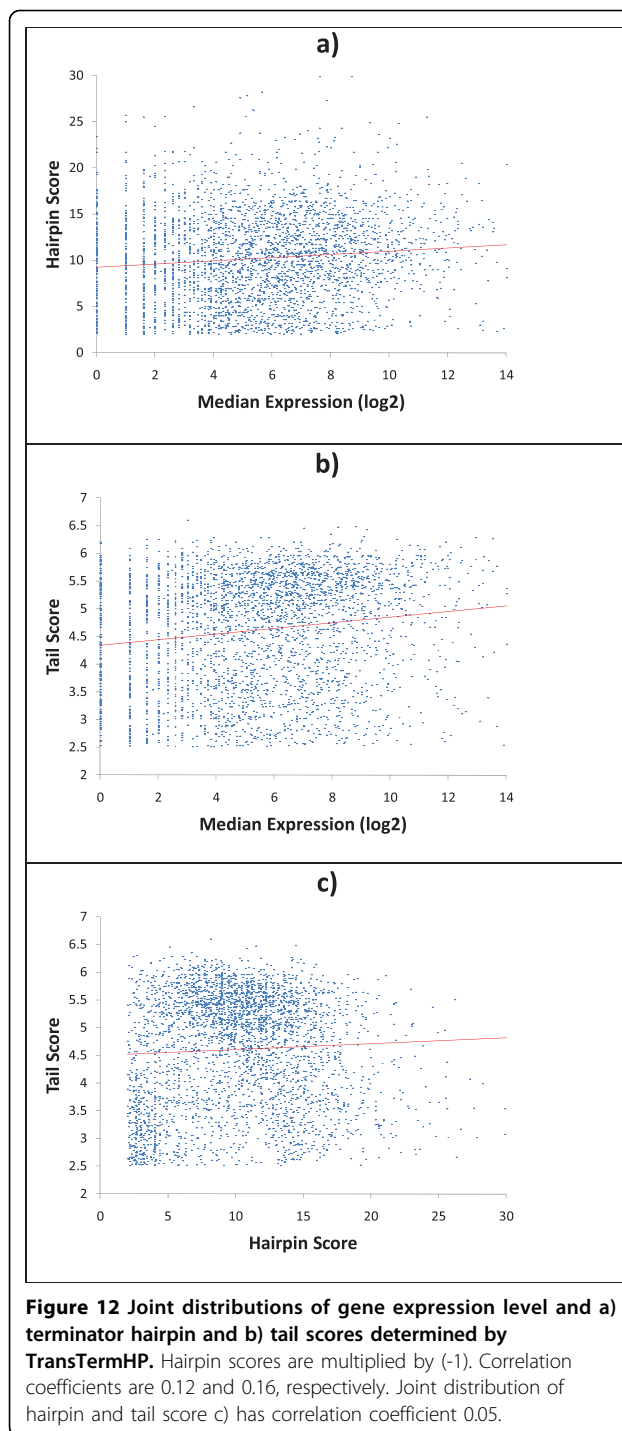 a)
30
25
20
15
10
5
0
Hairpin Score
0 2 4 6 8 10 12 14
Median Expression (log2)
b)
7
6.5
6
5.5
5
4.5
4
3.5
3
2.5
2
Tail Score
0 2 4 6 8 10 12 14
Median Expression (log2)
c)
7
6.5
6
5.5
5
4.5
4
3.5
3
2.5
2
Tail Score
0 5 10 15 20 25 30
Hairpin Score
Figure 12 Joint distributions of gene expression level and a)
terminator hairpin and b) tail scores determined by
TransTermHP. Hairpin scores are multiplied by (-1). Correlation
coefficients are 0.12 and 0.16, respectively. Joint distribution of
hairpin and tail score c) has correlation coefficient 0.05.